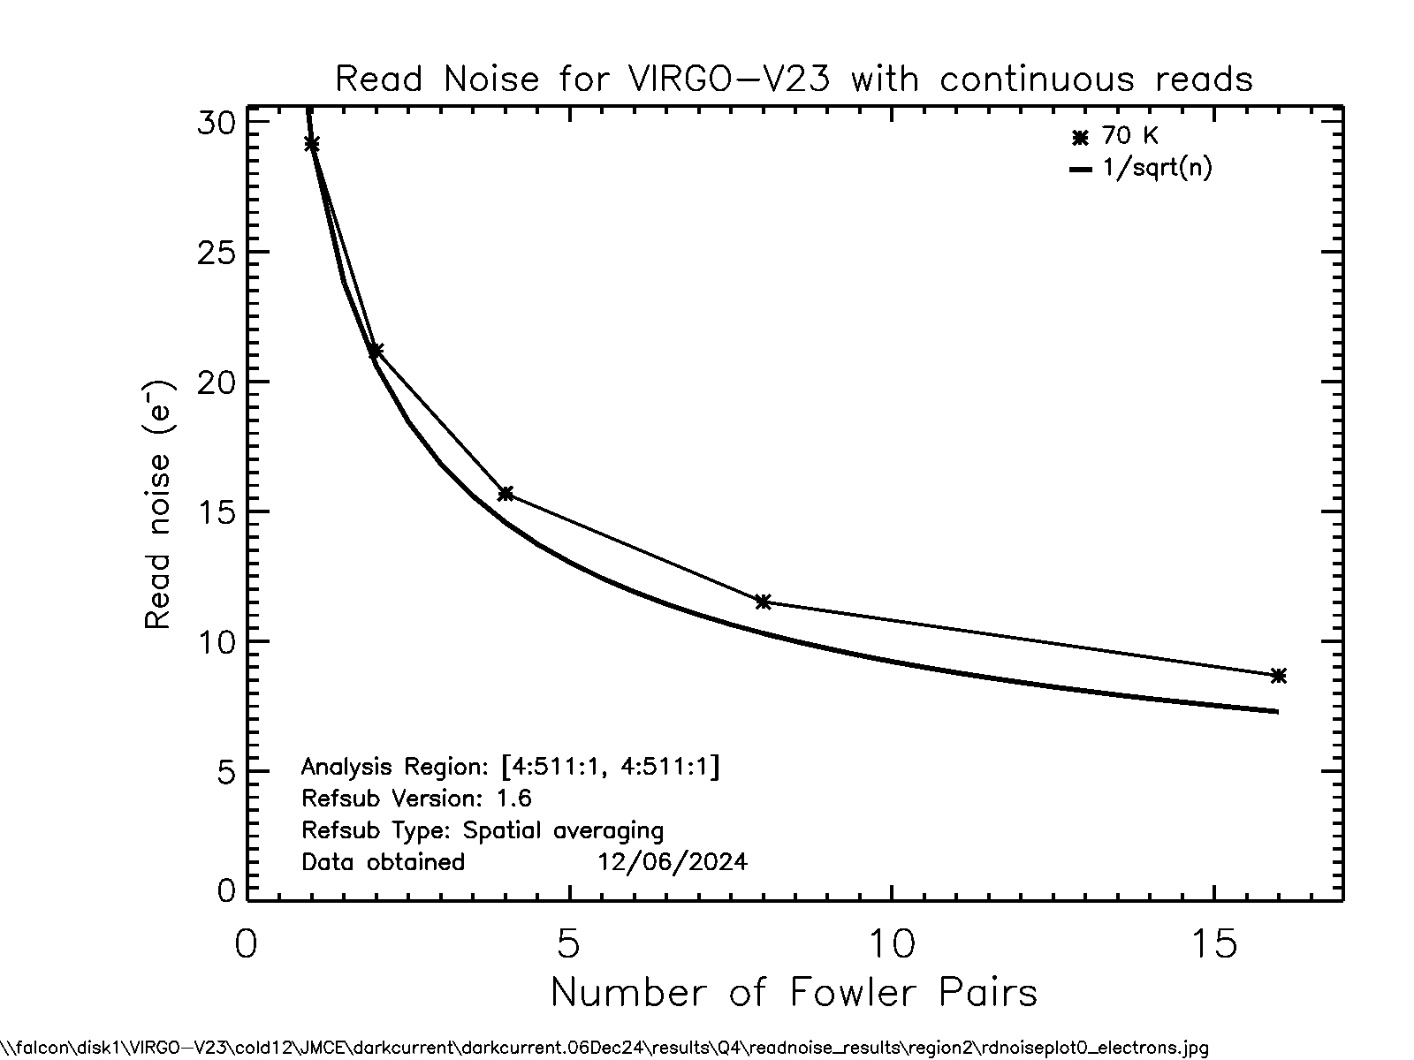 Read Noise for VIRGO-V23 with continuous reads
30
25
20
15
10
5
0
Read noise (e⁻)
70 K
1/sqrt(n)
Analysis Region: [4:511:1, 4:511:1]
Refsub Version: 1.6
Refsub Type: Spatial averaging
Data obtained 12/06/2024
0 5 10 15
Number of Fowler Pairs
\\falcon\disk1\VIRGO-V23\cold12\JMCE\darkcurrent\darkcurrent.06Dec24\results\Q4\readnoise_results\region2\rdnoiseplot0_electrons.jpg